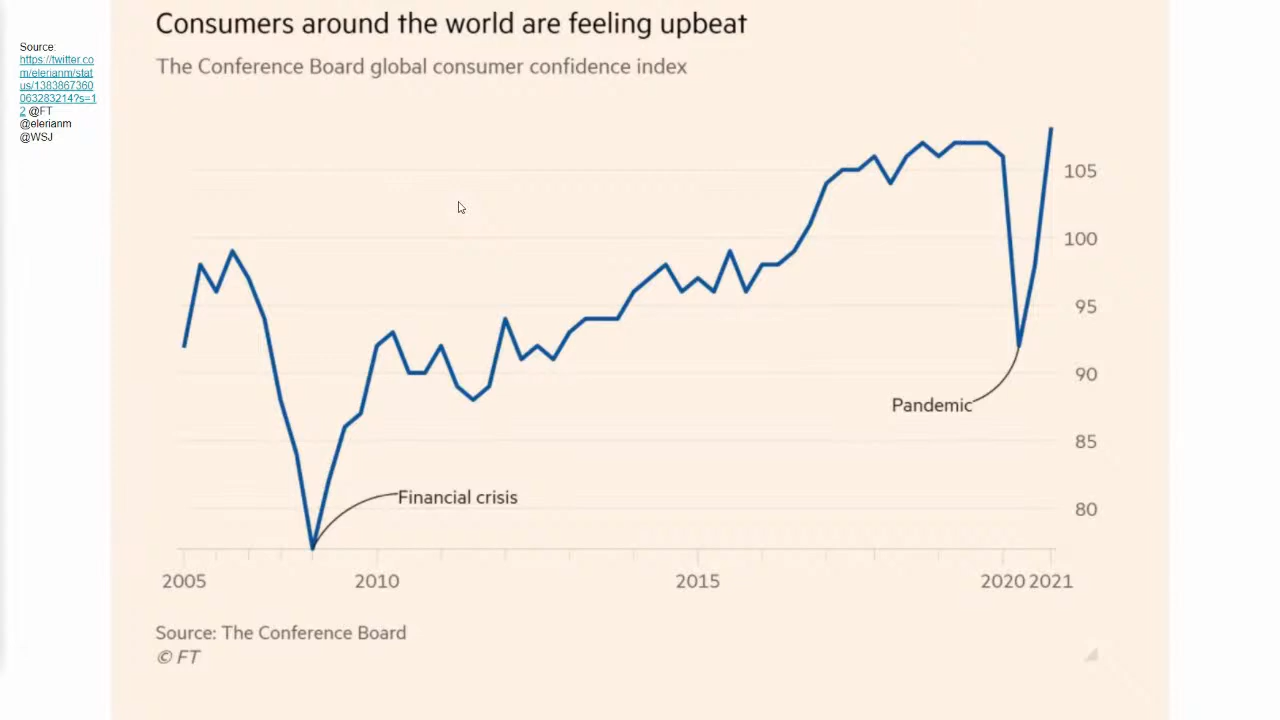 Consumers around the world are feeling upbeat
The Conference Board global consumer confidence index
Source:
https://twitter.co
m/elerianm/stat
us/1383867360
063283214?s=1
2 @FT
@elerianm
@WSJ
105
100
95
90
Pandemic
85
Financial crisis
80
2005
2010
2015
2020
2021
Source: The Conference Board
© FT